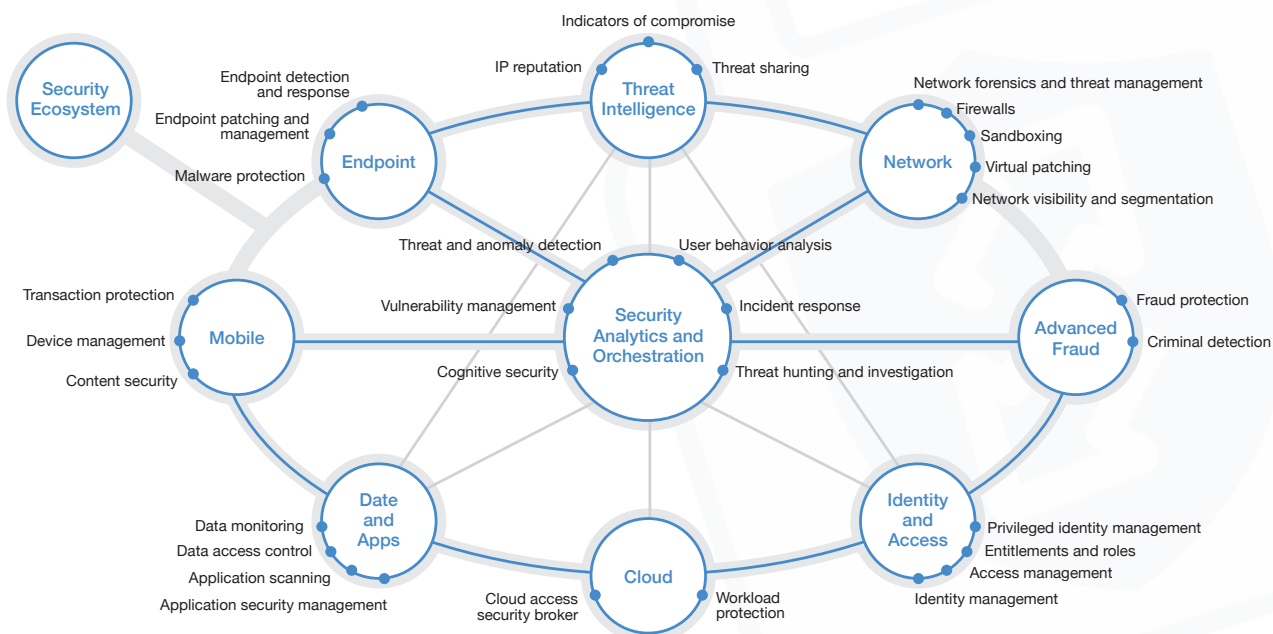 Security
Ecosystem
Indicators of compromise
IP reputation
Threat sharing
Threat
Intelligence
Endpoint detection
and response
Endpoint patching and
management
Malware protection
Endpoint
Network forensics and threat management
Firewalls
Sandboxing
Virtual patching
Network visibility and segmentation
Network
Threat and anomaly detection
User behavior analysis
Vulnerability management
Incident response
Cognitive security
Threat hunting and investigation
Security
Analytics and
Orchestration
Transaction protection
Device management
Content security
Mobile
Fraud protection
Criminal detection
Advanced
Fraud
Date
and
Apps
Data monitoring
Data access control
Application scanning
Application security management
Cloud
Cloud access
security broker
Workload
protection
Identity
and
Access
Privileged identity management
Entitlements and roles
Access management
Identity management